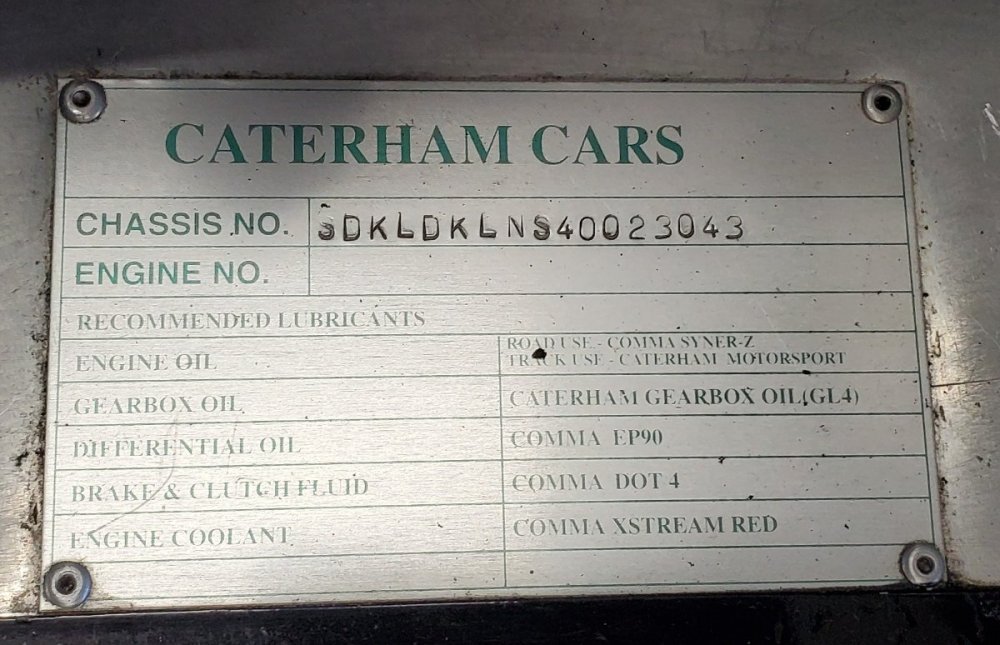 CATERHAM CARS
CHASSIS NO. SDKLDKLNS40023043
ENGINE NO.
RECOMMENDED LUBRICANTS
ENGINE OIL ROAD USE - COMMA SYNER-Z
TRACK USE - CATERHAM MOTORSPORT
GEARBOX OIL CATERHAM GEARBOX OIL(GL4)
DIFFERENTIAL OIL COMMA EP90
BRAKE & CLUTCH FLUID COMMA DOT 4
ENGINE COOLANT COMMA XSTREAM RED